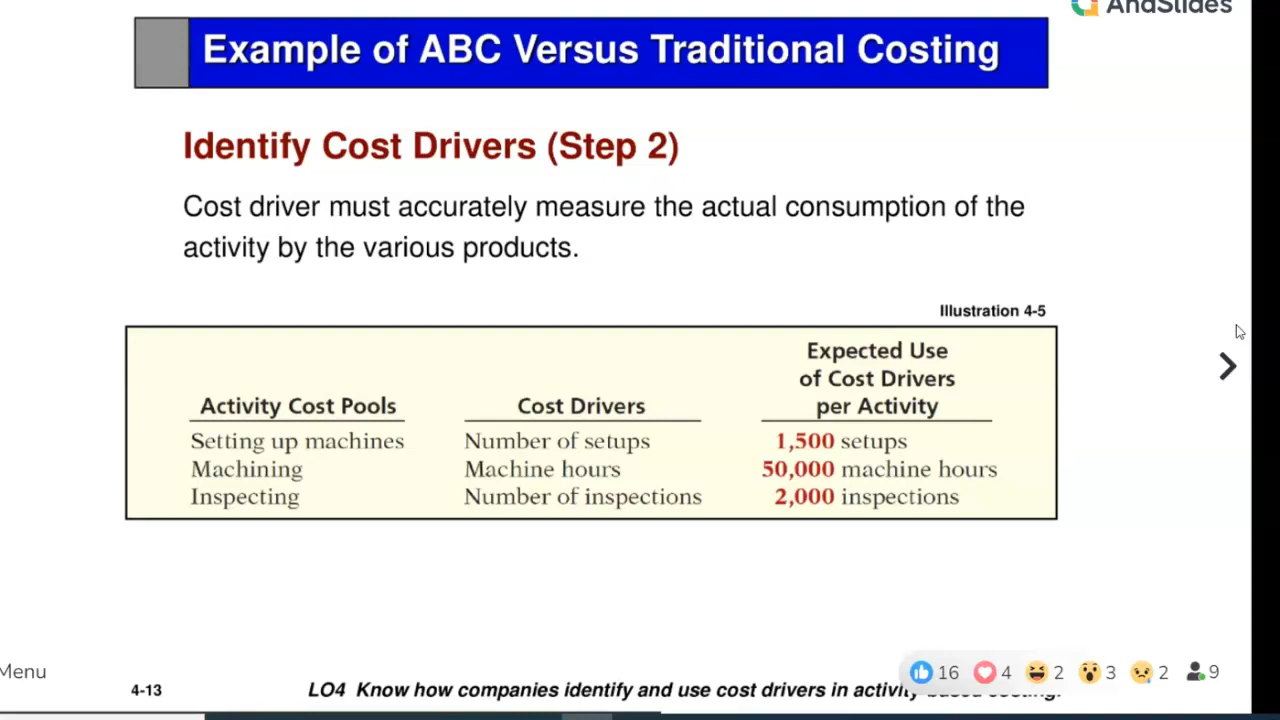 AhaSlides
Example of ABC Versus Traditional Costing
Identify Cost Drivers (Step 2)
Cost driver must accurately measure the actual consumption of the
activity by the various products.
Illustration 4-5
Expected Use
of Cost Drivers
Activity Cost Pools Cost Drivers per Activity
Setting up machines Number of setups 1,500 setups
Machining Machine hours 50,000 machine hours
Inspecting Number of inspections 2,000 inspections
Menu
16 4 2 3 2 9
4-13 LO4 Know how companies identify and use cost drivers in activity-based costing.